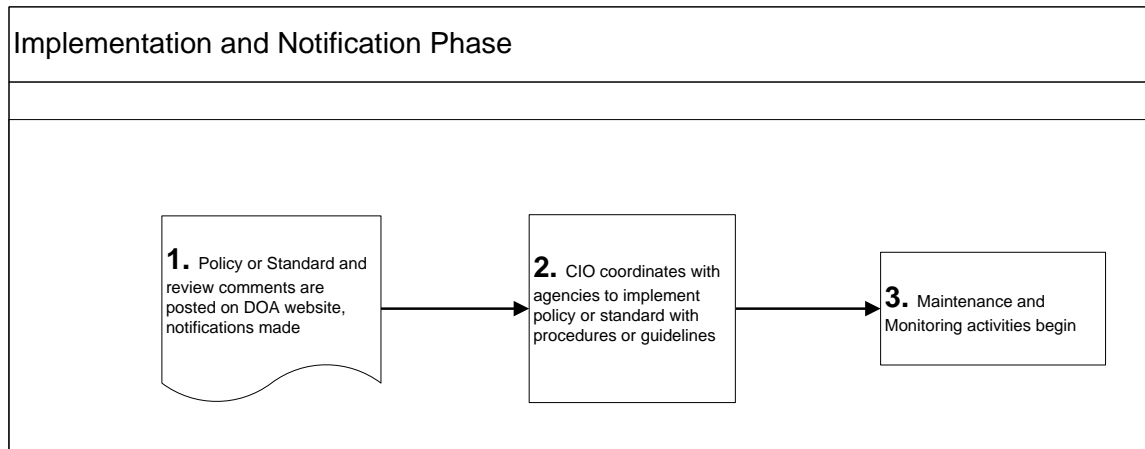 Implementation and Notification Phase
1. Policy or Standard and
review comments are
posted on DOA website,
notifications made
2. CIO coordinates with
agencies to implement
policy or standard with
procedures or guidelines
3. Maintenance and
Monitoring activities begin